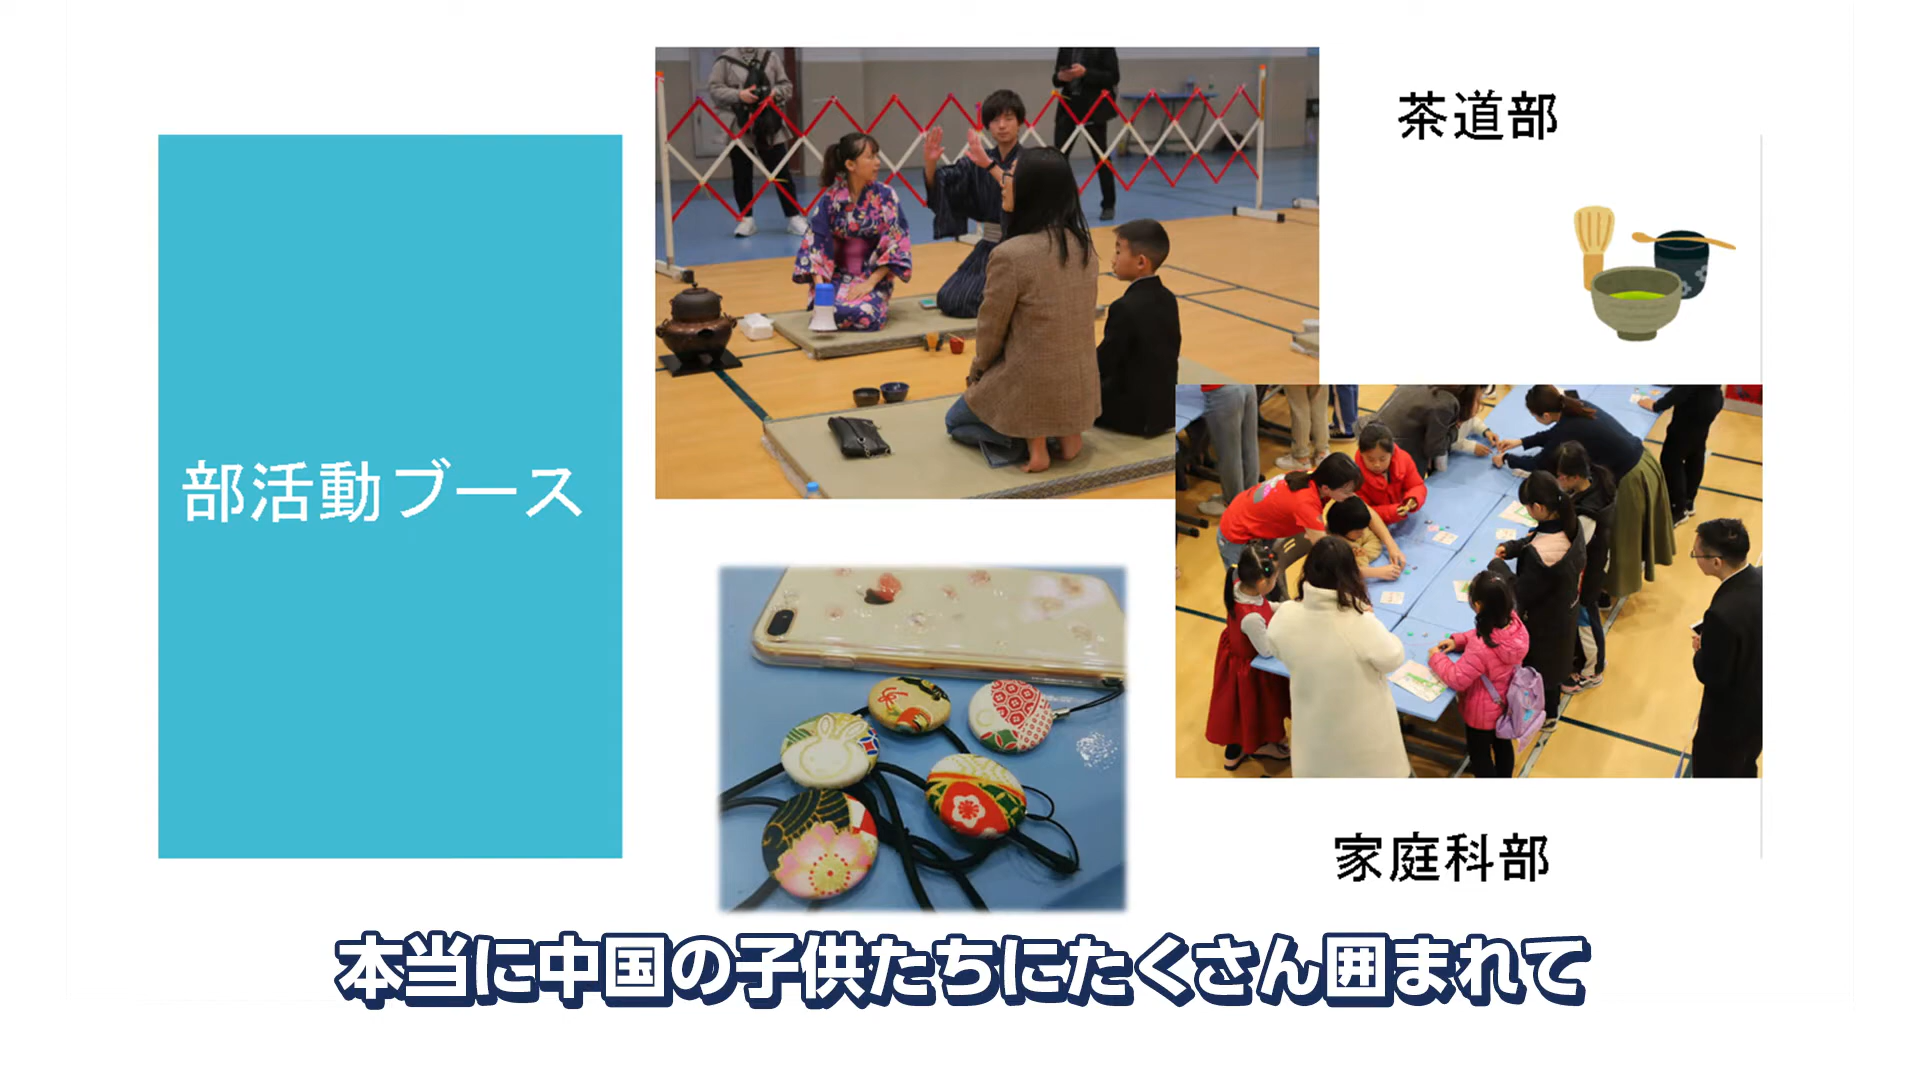 茶道部
部活動ブース
家庭科部
本当に中国の子供たちにたくさん囲まれて